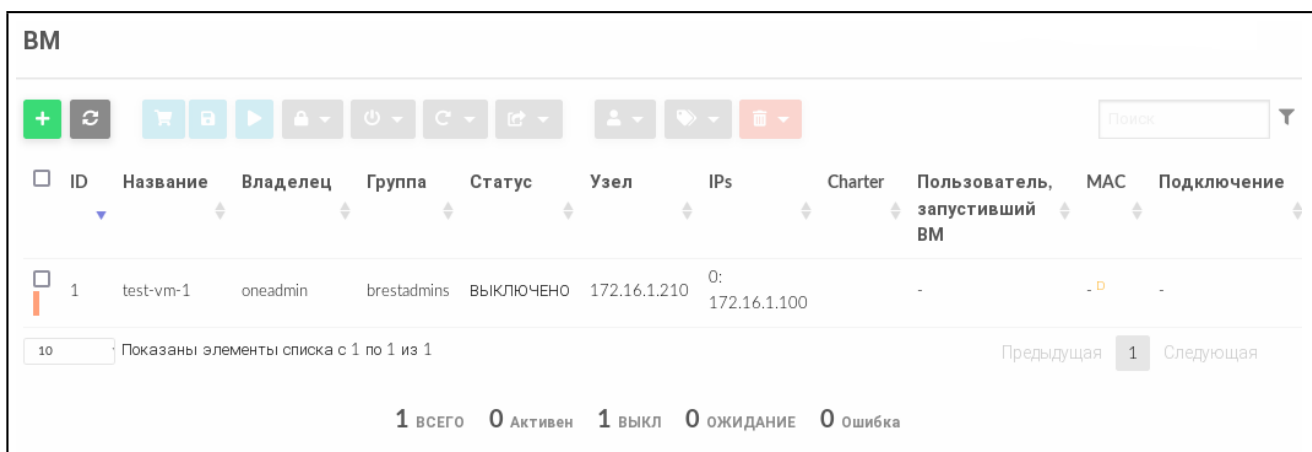 ВМ
Поиск
ID Название Владелец Группа Статус Узел IPs Charter Пользователь, MAC Подключение
запустивший
ВМ
1 test-vm-1 oneadmin brestadmins ВЫКЛЮЧЕНО 172.16.1.210 0: - - D -
172.16.1.100
10 Показаны элементы списка с 1 по 1 из 1 Предыдущая 1 Следующая
1 ВСЕГО 0 Активен 1 ВЫКЛ 0 ОЖИДАНИЕ 0 Ошибка